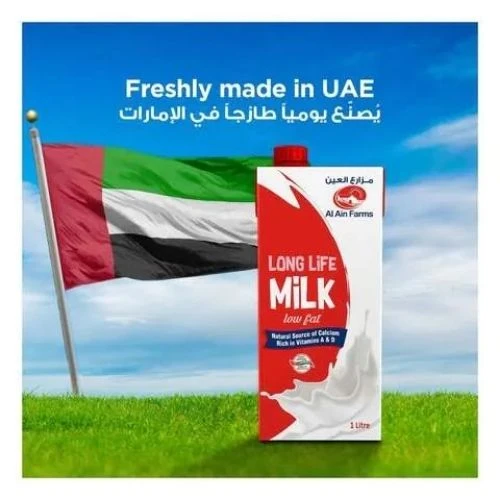 Freshly made in UAE
يُصنّع يومياً طازجاً في الإمارات
مزارع العين
Al Ain Farms
LONG LiFE
MiLK
low fat
Natural Source of Calcium
Rich in Vitamins A & D
1 Litre